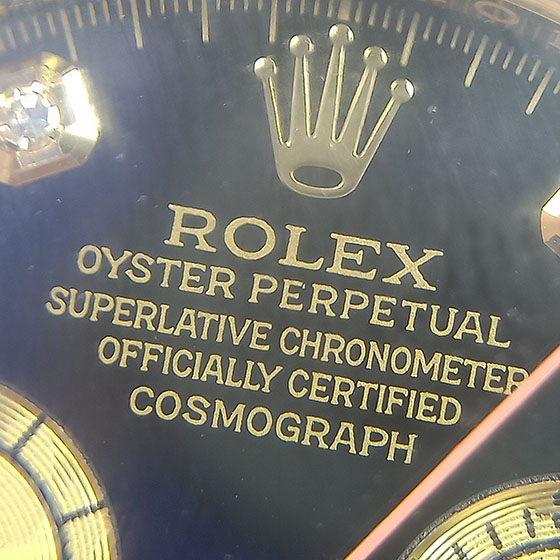 ROLEX
OYSTER PERPETUAL
SUPERLATIVE CHRONOMETER
OFFICIALLY CERTIFIED
COSMOGRAPH